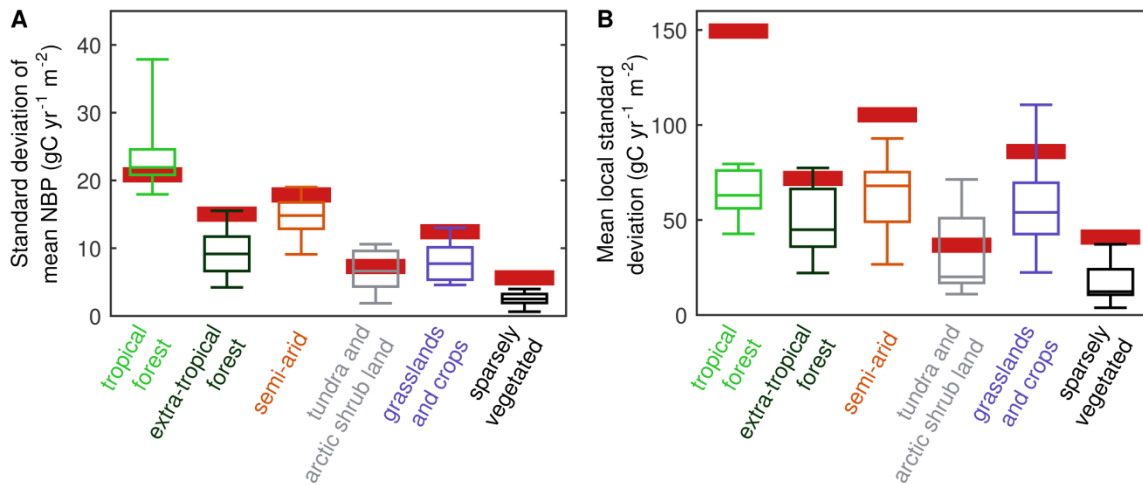 A
Standard deviation of
mean NBP (gC yr-1 m-2)
40
30
20
10
0
tropical
forest
extra-tropical
forest
semi-arid
tundra and
arctic shrub land
grasslands
and crops
sparsely
vegetated
B
Mean local standard
deviation (gC yr-1 m-2)
150
100
50
0
tropical
forest
extra-tropical
forest
semi-arid
tundra and
arctic shrub land
grasslands
and crops
sparsely
vegetated